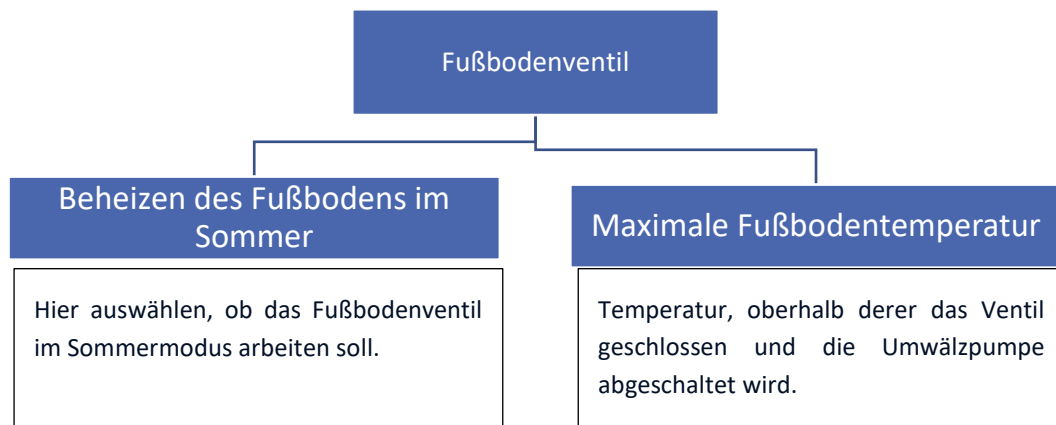 Fußbodenventil
Beheizen des Fußbodens im
Sommer
Hier auswählen, ob das Fußbodenventil
im Sommermodus arbeiten soll.
Maximale Fußbodentemperatur
Temperatur, oberhalb derer das Ventil
geschlossen und die Umwälzpumpe
abgeschaltet wird.